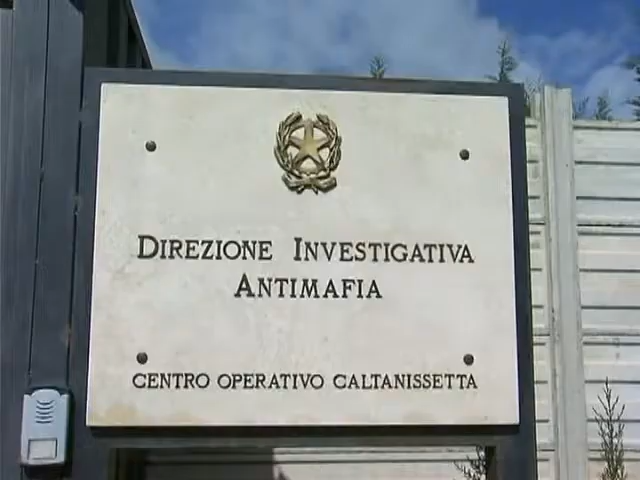 DIREZIONE INVESTIGATIVA
ANTIMAFIA
CENTRO OPERATIVO CALTANISSETTA